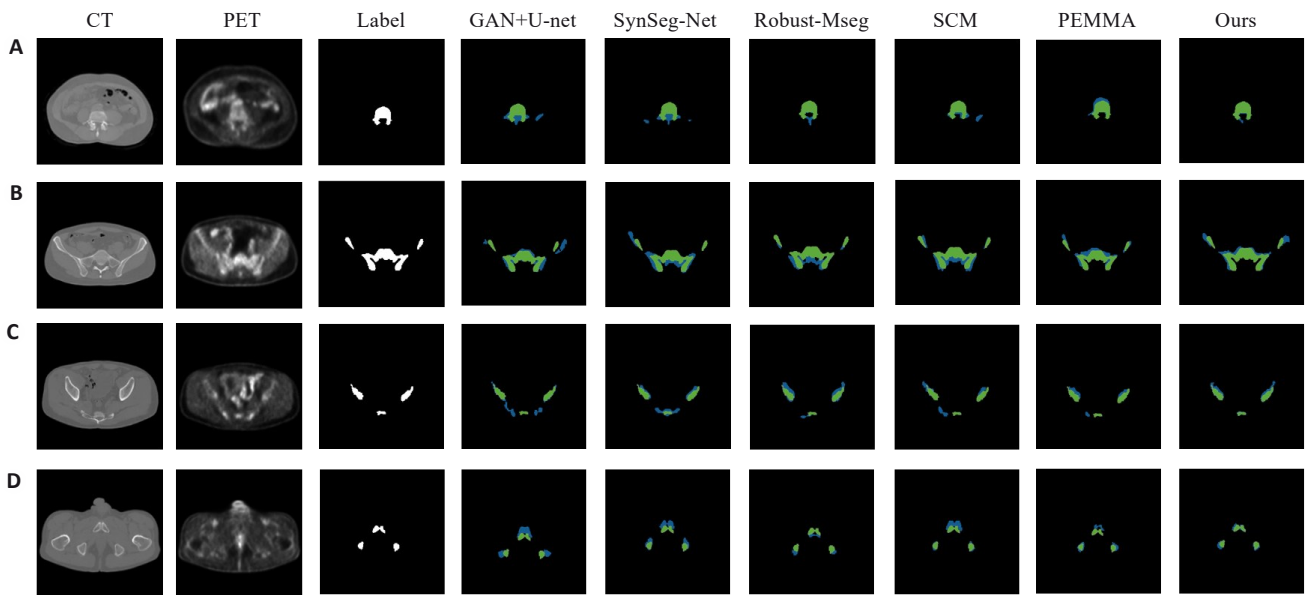 CT PET Label GAN+U-net SynSeg-Net Robust-Mseg SCM PEMMA Ours
A
B
C
D